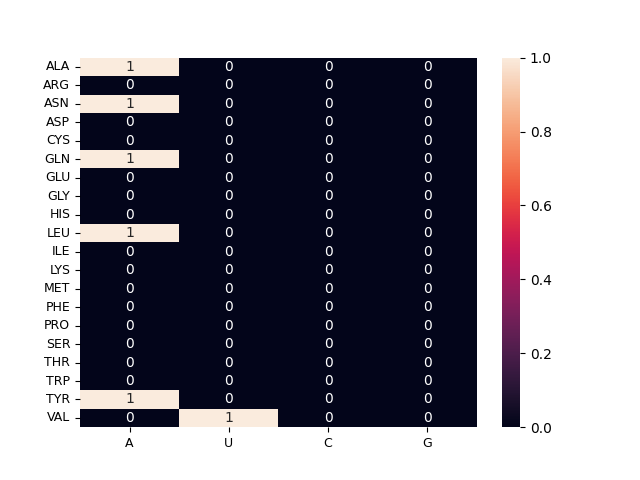 ALA 1 0 0 0
ARG 0 0 0 0
ASN 1 0 0 0
ASP 0 0 0 0
CYS 0 0 0 0
GLN 1 0 0 0
GLU 0 0 0 0
GLY 0 0 0 0
HIS 0 0 0 0
LEU 1 0 0 0
ILE 0 0 0 0
LYS 0 0 0 0
MET 0 0 0 0
PHE 0 0 0 0
PRO 0 0 0 0
SER 0 0 0 0
THR 0 0 0 0
TRP 0 0 0 0
TYR 1 0 0 0
VAL 0 1 0 0
A U C G
1.0
0.8
0.6
0.4
0.2
0.0